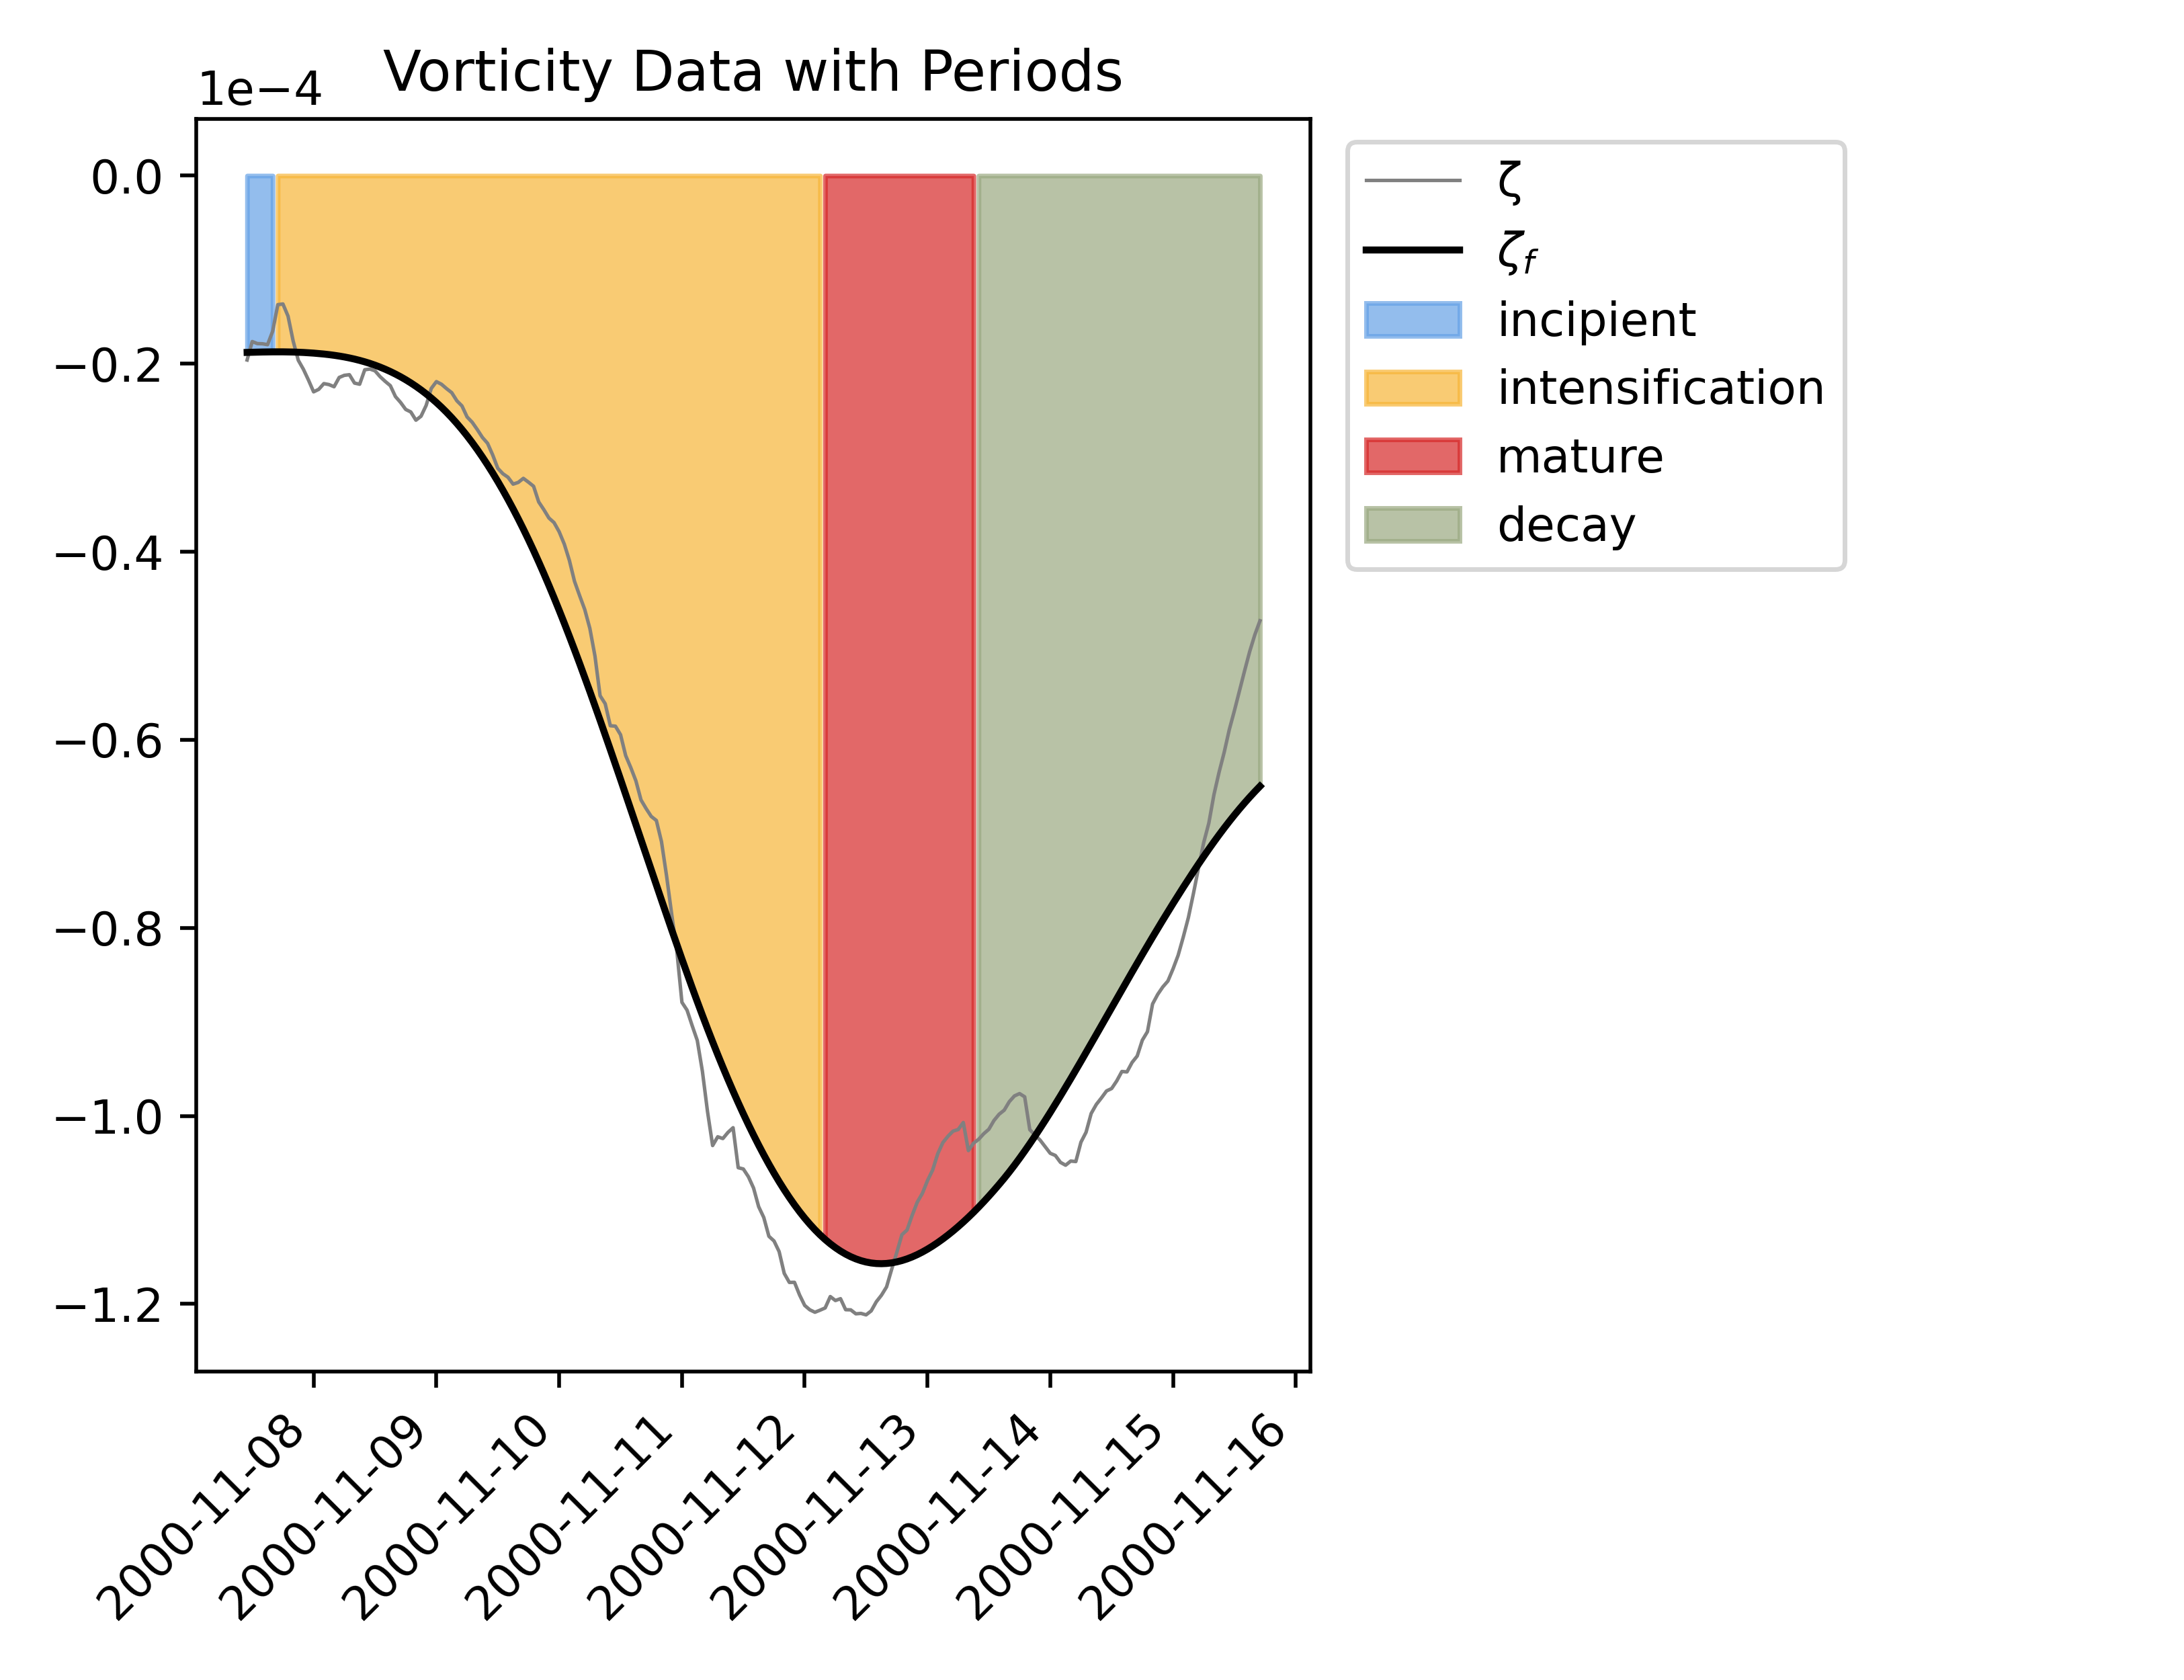 Vorticity Data with Periods
1e−4
0.0
−0.2
−0.4
−0.6
−0.8
−1.0
−1.2
2000-11-08
2000-11-09
2000-11-10
2000-11-11
2000-11-12
2000-11-13
2000-11-14
2000-11-15
2000-11-16
ζ
ζf
incipient
intensification
mature
decay